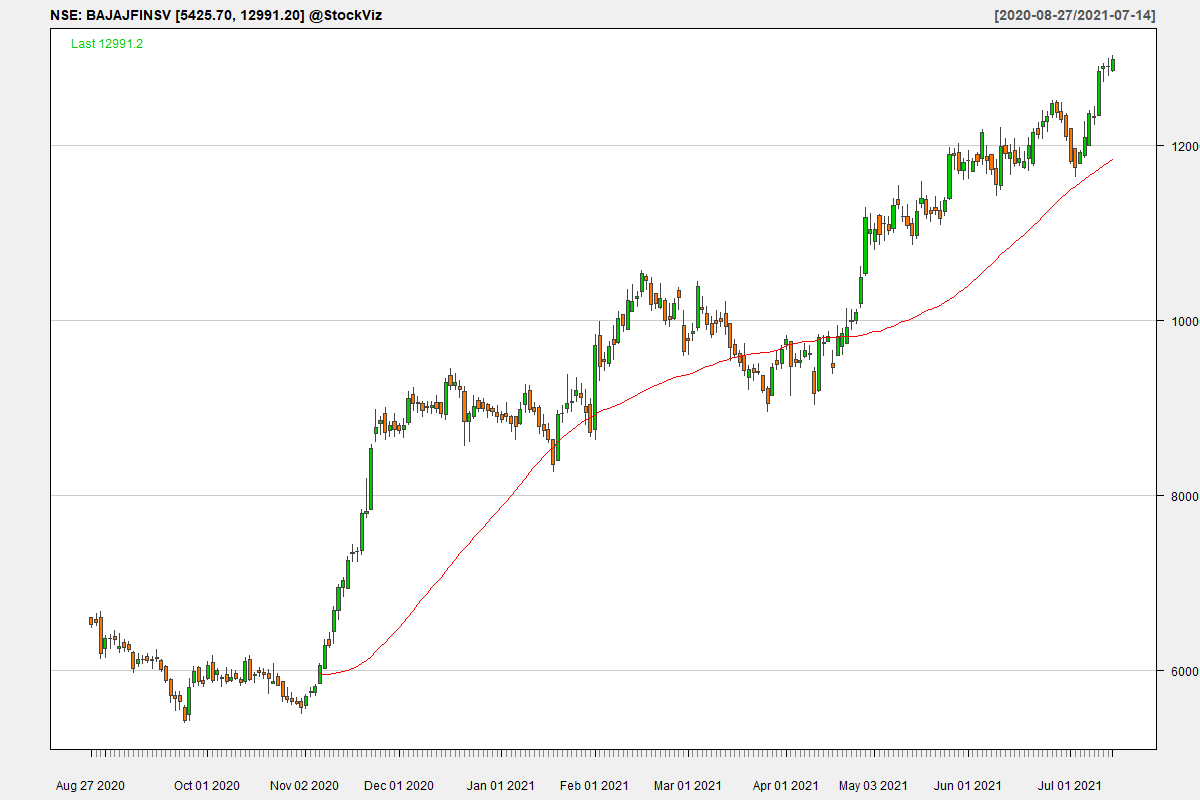 NSE: BAJAJFINSV [5425.70, 12991.20] @StockViz [2020-08-27/2021-07-14]
Last 12991.2
1200
1000
8000
6000
Aug 27 2020 Oct 01 2020 Nov 02 2020 Dec 01 2020 Jan 01 2021 Feb 01 2021 Mar 01 2021 Apr 01 2021 May 03 2021 Jun 01 2021 Jul 01 2021